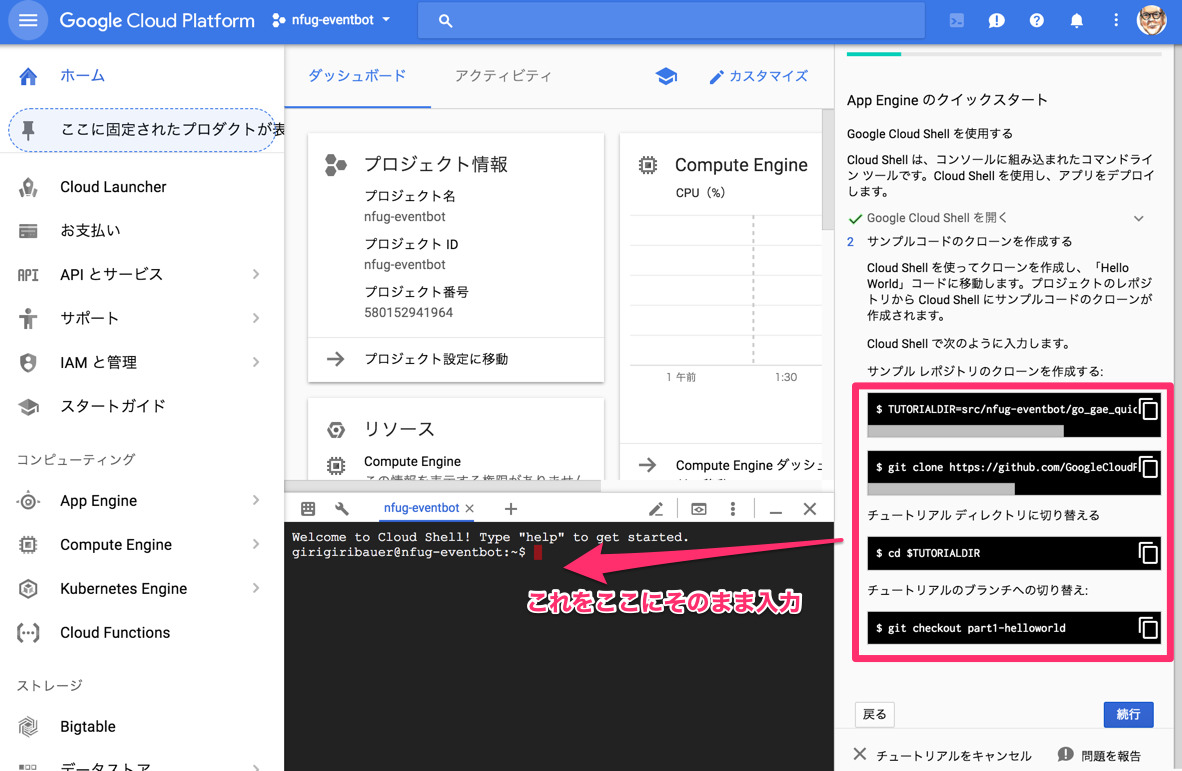 Google Cloud Platform
nfug-eventbot
ホーム
ここに固定されたプロダクトが表
Cloud Launcher
お支払い
API API とサービス
サポート
IAM と管理
スタートガイド
コンピューティング
App Engine
Compute Engine
Kubernetes Engine
Cloud Functions
ストレージ
Bigtable
データストア
ダッシュボード
アクティビティ
カスタマイズ
プロジェクト情報
プロジェクト名
nfug-eventbot
プロジェクト ID
nfug-eventbot
プロジェクト番号
580152941964
プロジェクト設定に移動
リソース
Compute Engine
この情報を表示する権限がありません
Compute Engine
CPU（%）
1 午前
1:30
Compute Engine ダッシュ
nfug-eventbot
Welcome to Cloud Shell! Type "help" to get started.
girigiribauer@nfug-eventbot:~$
これをここにそのまま入力
App Engine のクイックスタート
Google Cloud Shell を使用する
Cloud Shell は、コンソールに組み込まれたコマンドライ
ン ツールです。Cloud Shell を使用し、アプリをデプロイ
します。
Google Cloud Shell を開く
2 サンプルコードのクローンを作成する
Cloud Shell を使ってクローンを作成し、「Hello
World」コードに移動します。プロジェクトのレポジ
トリから Cloud Shell にサンプルコードのクローンが
作成されます。
Cloud Shell で次のように入力します。
サンプル レポジトリのクローンを作成する:
$ TUTORIALDIR=src/nfug-eventbot/go_gae_quic
$ git clone https://github.com/GoogleCloudP
チュートリアル ディレクトリに切り替える
$ cd $TUTORIALDIR
チュートリアルのブランチへの切り替え:
$ git checkout part1-helloworld
戻る
続行
チュートリアルをキャンセル
問題を報告